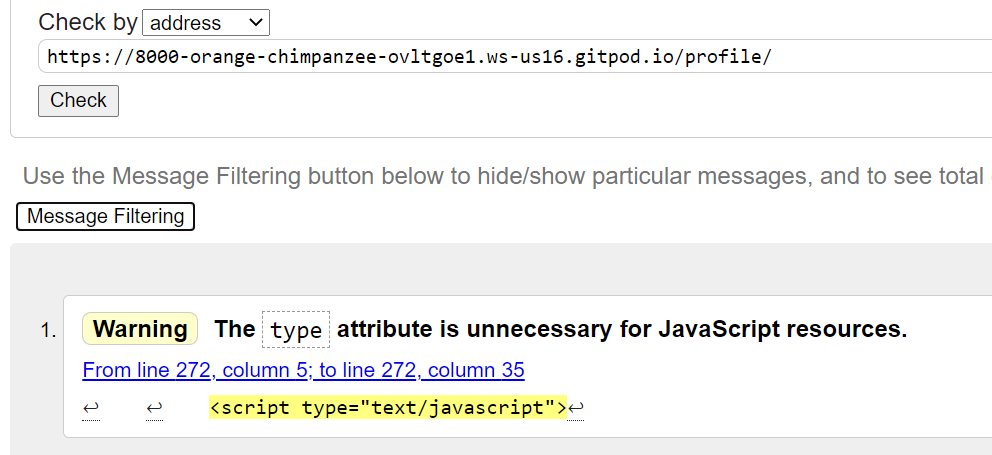 Check by address
https://8000-orange-chimpanzee-ovltgoe1.ws-us16.gitpod.io/profile/
Check
Use the Message Filtering button below to hide/show particular messages, and to see total
Message Filtering
1. Warning The type attribute is unnecessary for JavaScript resources.
From line 272, column 5; to line 272, column 35
↩ ↩ <script type="text/javascript">↩